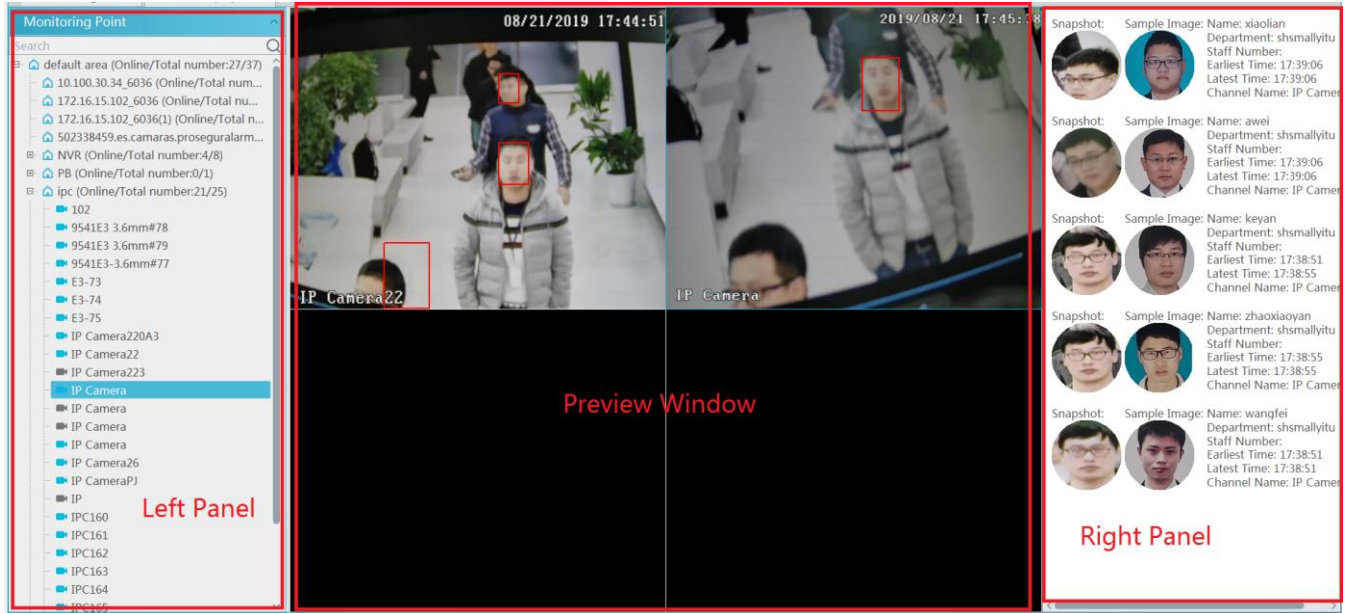 Monitoring Point
Search
default area (Online/Total number:27/37)
10.100.30.34_6036 (Online/Total num...
172.16.15.102_6036 (Online/Total nu...
172.16.15.102_6036(1) (Online/Total n...
502338459.es.camaras.proseguralarm...
NVR (Online/Total number:4/8)
PB (Online/Total number:0/1)
ipc (Online/Total number:21/25)
102
9541E3 3.6mm#78
9541E3 3.6mm#79
9541E3-3.6mm#77
E3-73
E3-74
E3-75
IP Camera220A3
IP Camera22
IP Camera223
IP Camera
IP Camera
IP Camera
IP Camera
IP Camera26
IP CameraPJ
IP
IPC160
IPC161
IPC162
IPC163
IPC164
IPC165
Left Panel
08/21/2019 17:44:51
IP Camera22
2019/08/21 17:45:38
IP Camera
Preview Window
Snapshot: Sample Image: Name: xiaolian
Department: shsmallyitu
Staff Number:
Earliest Time: 17:39:06
Latest Time: 17:39:06
Channel Name: IP Camer
Snapshot: Sample Image: Name: awei
Department: shsmallyitu
Staff Number:
Earliest Time: 17:39:06
Latest Time: 17:39:06
Channel Name: IP Camer
Snapshot: Sample Image: Name: keyan
Department: shsmallyitu
Staff Number:
Earliest Time: 17:38:51
Latest Time: 17:38:55
Channel Name: IP Camer
Snapshot: Sample Image: Name: zhaoxiaoyan
Department: shsmallyitu
Staff Number:
Earliest Time: 17:38:55
Latest Time: 17:38:55
Channel Name: IP Camer
Snapshot: Sample Image: Name: wangfei
Department: shsmallyitu
Staff Number:
Earliest Time: 17:38:51
Latest Time: 17:38:51
Channel Name: IP Camer
Right Panel